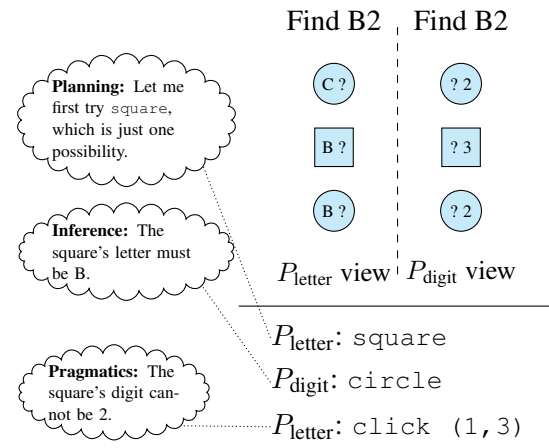 Find B2
Find B2
Planning: Let me
first try square,
which is just one
possibility.
C ?
? 2
B ?
? 3
B ?
? 2
Inference: The
square's letter must
be B.
P_letter view
P_digit view
P_letter: square
P_digit: circle
Pragmatics: The
square's digit can-
not be 2.
P_letter: click (1,3)